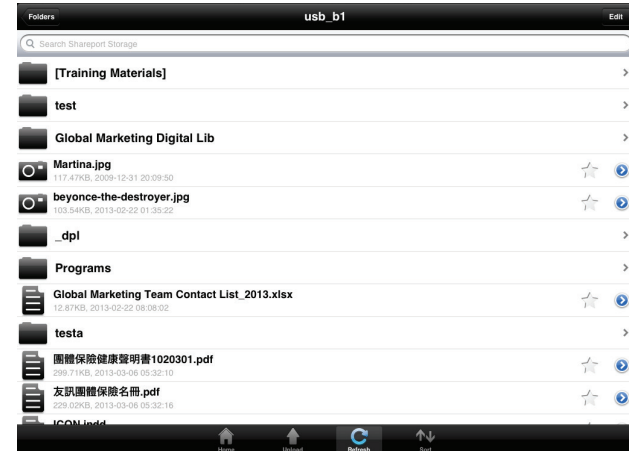 Folders
usb_b1
Edit
Search Shareport Storage
[Training Materials]
test
Global Marketing Digital Lib
Martina.jpg
117.47KB, 2009-12-31 20:09:50
beyonce-the-destroyer.jpg
103.54KB, 2013-02-22 01:35:22
_dpl
Programs
Global Marketing Team Contact List_2013.xlsx
12.87KB, 2013-02-22 08:08:02
testa
團體保險健康聲明書1020301.pdf
299.71KB, 2013-03-06 05:32:10
友訊團體保險名冊.pdf
229.02KB, 2013-03-06 05:32:16
ICON.indd
Home
Upload
Refresh
Sort